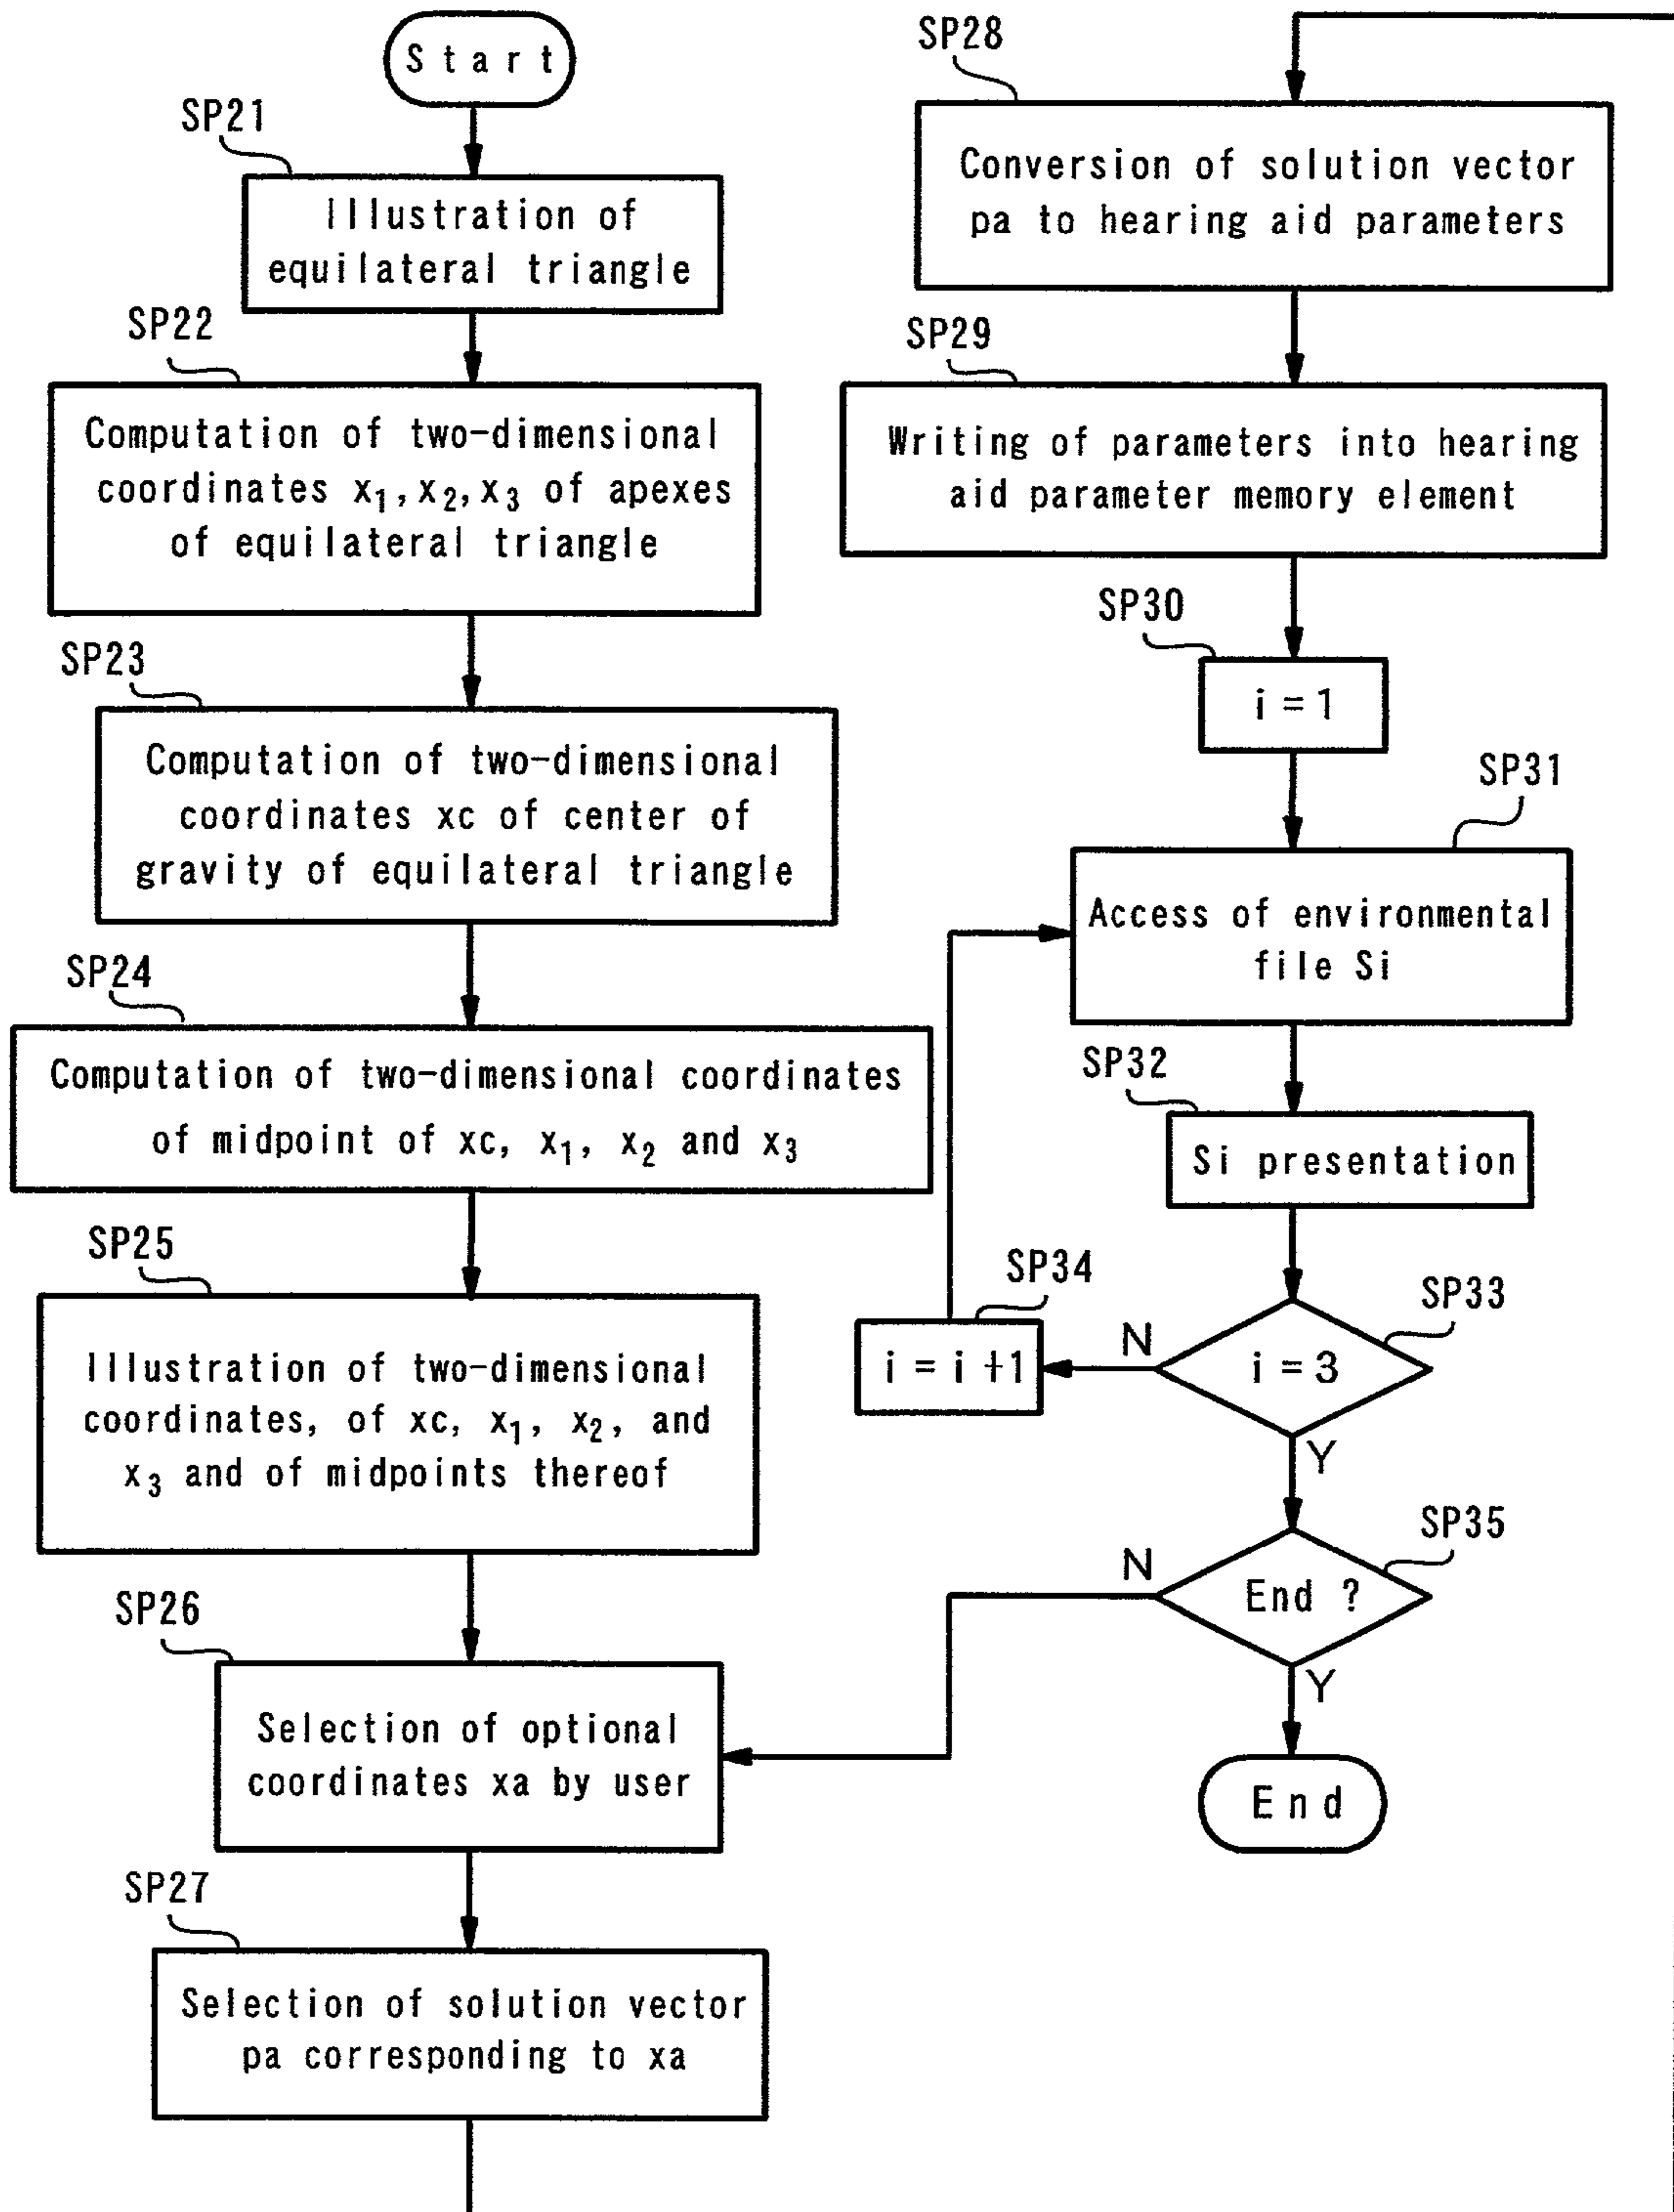 Start
SP21
Illustration of
equilateral triangle
SP22
Computation of two-dimensional
coordinates x₁, x₂, x₃ of apexes
of equilateral triangle
SP23
Computation of two-dimensional
coordinates xc of center of
gravity of equilateral triangle
SP24
Computation of two-dimensional coordinates
of midpoint of xc, x₁, x₂ and x₃
SP25
Illustration of two-dimensional
coordinates, of xc, x₁, x₂, and
x₃ and of midpoints thereof
SP26
Selection of optional
coordinates xa by user
SP27
Selection of solution vector
pa corresponding to xa
SP28
Conversion of solution vector
pa to hearing aid parameters
SP29
Writing of parameters into hearing
aid parameter memory element
SP30
i = 1
SP31
Access of environmental
file Si
SP32
Si presentation
SP33
i = 3
N
Y
SP34
i = i +1
SP35
End ?
N
Y
End